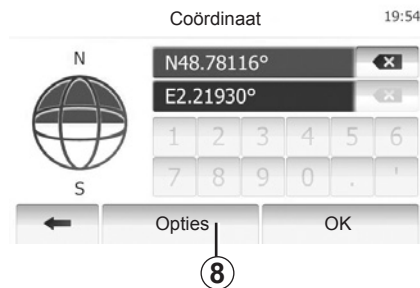 Coördinaat 19:54
N
N48.78116°
E2.21930°
1 2 3 4 5 6
7 8 9 0 . '
S
Opties OK
8